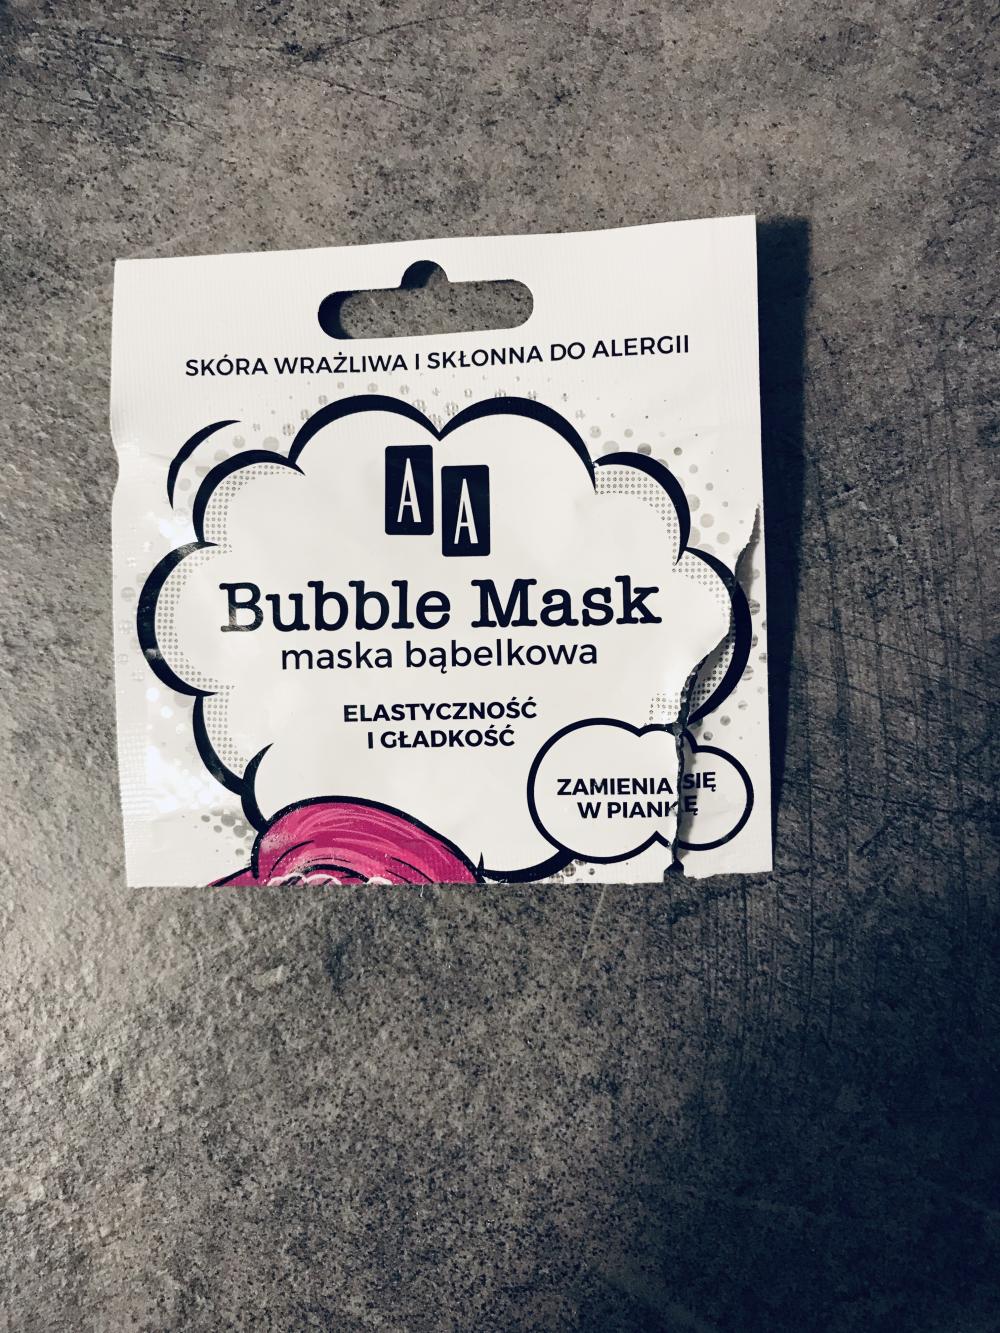 SKÓRA WRAŻLIWA I SKŁONNA DO ALERGII
AA
Bubble Mask
maska bąbelkowa
ELASTYCZNOŚĆ
I GŁADKOŚĆ
ZAMIENIA SIĘ
W PIANKĘ